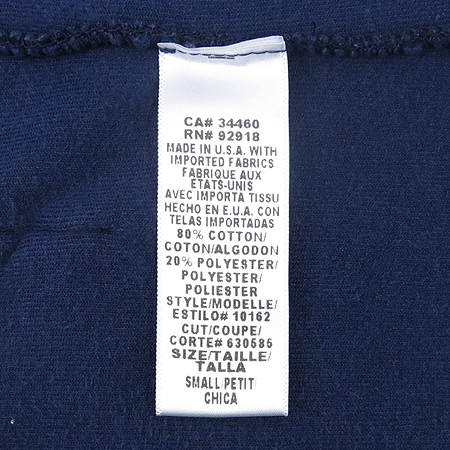 CA# 34460
RN# 92918
MADE IN U.S.A. WITH
IMPORTED FABRICS
FABRIQUE AUX
ETATS-UNIS
AVEC IMPORTA TISSU
HECHO EN E.U.A. CON
TELAS IMPORTADAS
80% COTTON/
COTON/ALGODON
20% POLYESTER/
POLYESTER/
POLIESTER
STYLE/MODELLE/
ESTILO# 10162
CUT/COUPE/
CORTE# 630585
SIZE/TAILLE/
TALLA
SMALL/PETIT/
CHICA